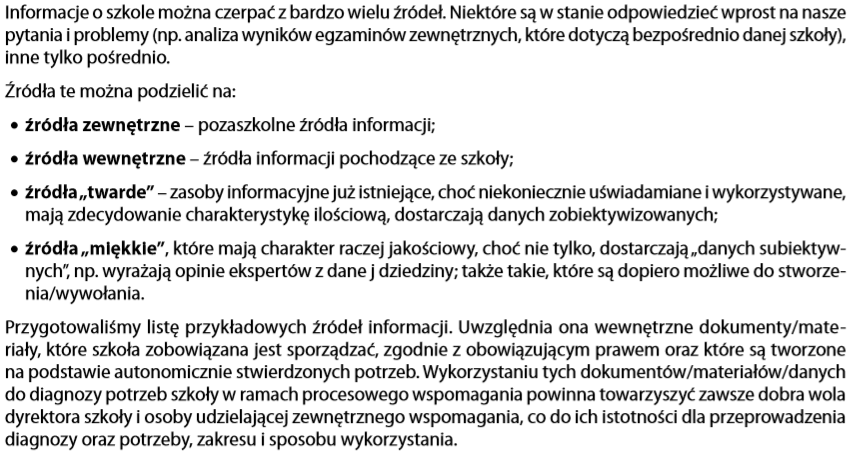 Informacje o szkole można czerpać z bardzo wielu źródeł. Niektóre są w stanie odpowiedzieć wprost na nasze
pytania i problemy (np. analiza wyników egzaminów zewnętrznych, które dotyczą bezpośrednio danej szkoły),
inne tylko pośrednio.
Źródła te można podzielić na:
• źródła zewnętrzne – pozaszkolne źródła informacji;
• źródła wewnętrzne – źródła informacji pochodzące ze szkoły;
• źródła „twarde” – zasoby informacyjne już istniejące, choć niekoniecznie uświadamiane i wykorzystywane,
mają zdecydowanie charakterystykę ilościową, dostarczają danych zobiektywizowanych;
• źródła „miękkie”, które mają charakter raczej jakościowy, choć nie tylko, dostarczają „danych subiektyw-
nych”, np. wyrażają opinie ekspertów z dane j dziedziny; także takie, które są dopiero możliwe do stworze-
nia/wywołania.
Przygotowaliśmy listę przykładowych źródeł informacji. Uwzględnia ona wewnętrzne dokumenty/mate-
riały, które szkoła zobowiązana jest sporządzać, zgodnie z obowiązującym prawem oraz które są tworzone
na podstawie autonomicznie stwierdzonych potrzeb. Wykorzystaniu tych dokumentów/materiałów/danych
do diagnozy potrzeb szkoły w ramach procesowego wspomagania powinna towarzyszyć zawsze dobra wola
dyrektora szkoły i osoby udzielającej zewnętrznego wspomagania, co do ich istotności dla przeprowadzenia
diagnozy oraz potrzeby, zakresu i sposobu wykorzystania.